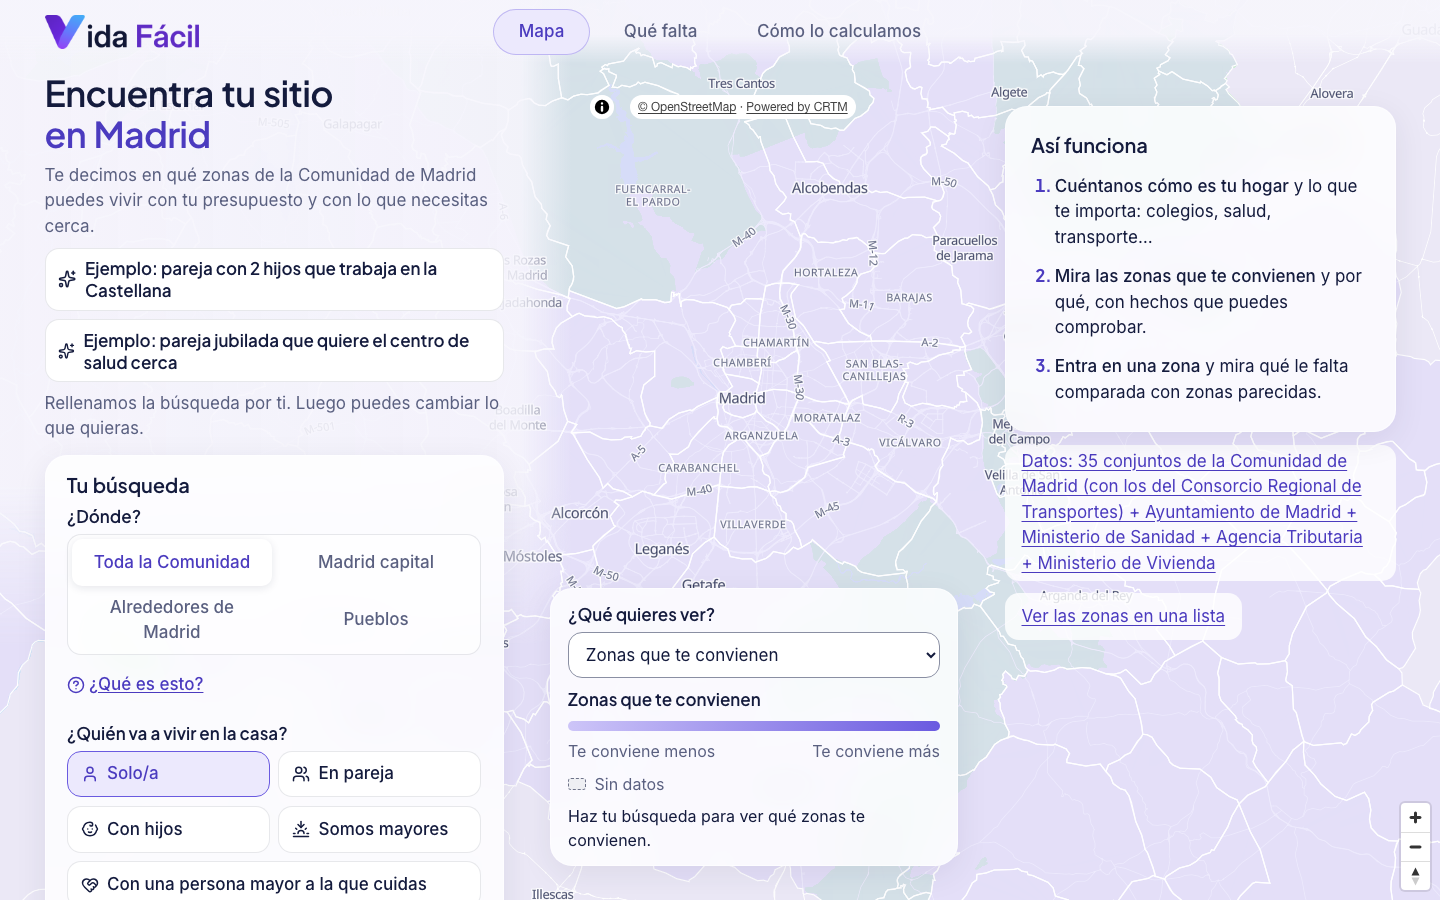 Vida Fácil
Mapa
Qué falta
Cómo lo calculamos
Encuentra tu sitio
en Madrid
Te decimos en qué zonas de la Comunidad de Madrid
puedes vivir con tu presupuesto y con lo que necesitas
cerca.
Ejemplo: pareja con 2 hijos que trabaja en la
Castellana
Ejemplo: pareja jubilada que quiere el centro de
salud cerca
Rellenamos la búsqueda por ti. Luego puedes cambiar lo
que quieras.
Tu búsqueda
¿Dónde?
Toda la Comunidad
Madrid capital
Alrededores de
Madrid
Pueblos
¿Qué es esto?
¿Quién va a vivir en la casa?
Solo/a
En pareja
Con hijos
Somos mayores
Con una persona mayor a la que cuidas
© OpenStreetMap · Powered by CRTM
Tres Cantos
Algete
Alovera
Galapagar
M-505
FUENCARRAL-
EL PARDO
Alcobendas
M-50
M-40
M-12
Paracuellos
de Jarama
HORTALEZA
BARAJAS
M-11
M-30
CHAMARTÍN
A-2
CHAMBERÍ
SAN BLAS-
CANILLEJAS
M-30
Madrid
MORATALAZ
R-3
ARGANZUELA
A-3
VICÁLVARO
Boadilla
del Monte
M-501
A-5
CARABANCHEL
M-40
M-45
Alcorcón
VILLAVERDE
Móstoles
Leganés
M-50
Getafe
del Campo
Arganda del Rey
Illescas
¿Qué quieres ver?
Zonas que te convienen
Zonas que te convienen
Te conviene menos
Te conviene más
Sin datos
Haz tu búsqueda para ver qué zonas te
convienen.
Así funciona
1. Cuéntanos cómo es tu hogar y lo que
te importa: colegios, salud,
transporte…
2. Mira las zonas que te convienen y por
qué, con hechos que puedes
comprobar.
3. Entra en una zona y mira qué le falta
comparada con zonas parecidas.
Datos: 35 conjuntos de la Comunidad de
Madrid (con los del Consorcio Regional de
Transportes) + Ayuntamiento de Madrid +
Ministerio de Sanidad + Agencia Tributaria
+ Ministerio de Vivienda
Ver las zonas en una lista